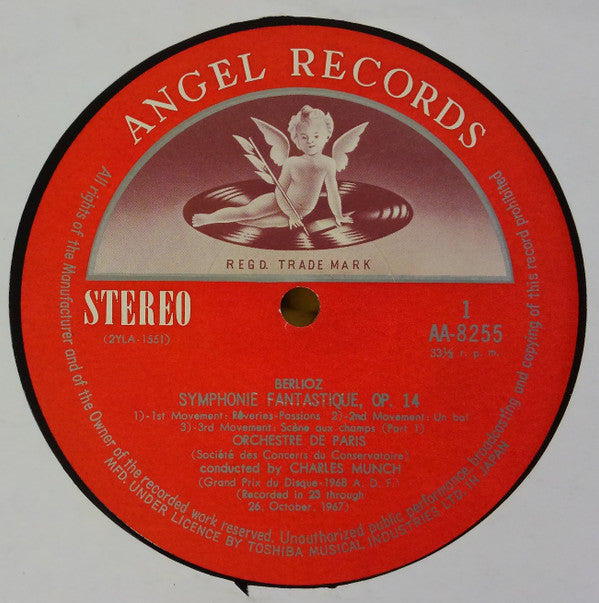 ANGEL RECORDS
REGD. TRADE MARK
STEREO
(2YLA-1551)
1
AA-8255
33⅓ r. p. m.
BERLIOZ
SYMPHONIE FANTASTIQUE, OP. 14
1)-1st Movement: Rêveries-Passions 2)-2nd Movement: Un bal
3)-3rd Movement: Scène aux champs (Part 1)
ORCHESTRE DE PARIS
(Société des Concerts du Conservatoire)
conducted by CHARLES MUNCH
(Grand Prix du Disque-1968 A. D. F.)
(Recorded in 23 through
26, October, 1967)
All rights of the Manufacturer and of the Owner of the recorded work reserved. Unauthorized public performance, broadcasting and copying of this record prohibited
MFD. UNDER LICENCE BY TOSHIBA MUSICAL INDUSTRIES LTD. IN JAPAN